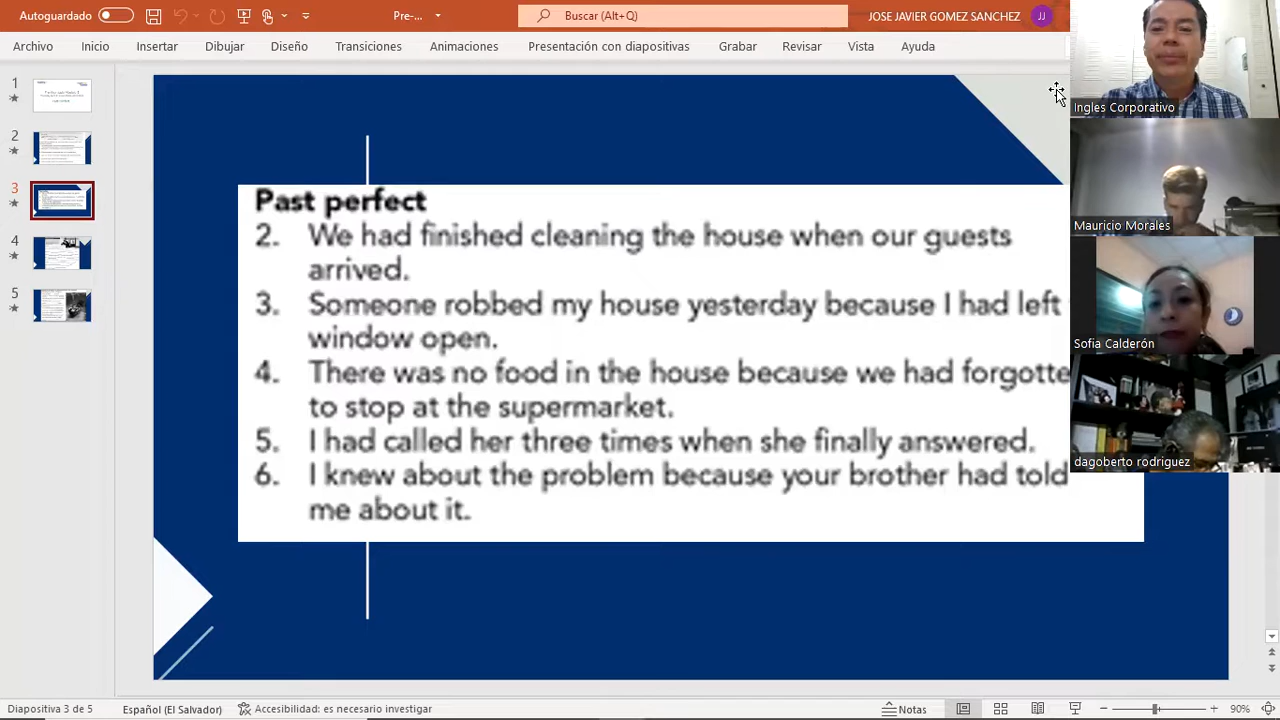 Autoguardado
Pre-...
Buscar (Alt+Q)
JOSE JAVIER GOMEZ SANCHEZ
JJ
Archivo
Inicio
Insertar
Dibujar
Diseño
Transiciones
Animaciones
Presentación con diapositivas
Grabar
Revisar
Vista
Ayuda
Ingles Corporativo
Mauricio Morales
Sofia Calderón
dagoberto rodriguez
1
2
3
4
5
Past perfect
2. We had finished cleaning the house when our guests
arrived.
3. Someone robbed my house yesterday because I had left
window open.
4. There was no food in the house because we had forgotte
to stop at the supermarket.
5. I had called her three times when she finally answered.
6. I knew about the problem because your brother had told
me about it.
Diapositiva 3 de 5
Español (El Salvador)
Accesibilidad: es necesario investigar
Notas
90%